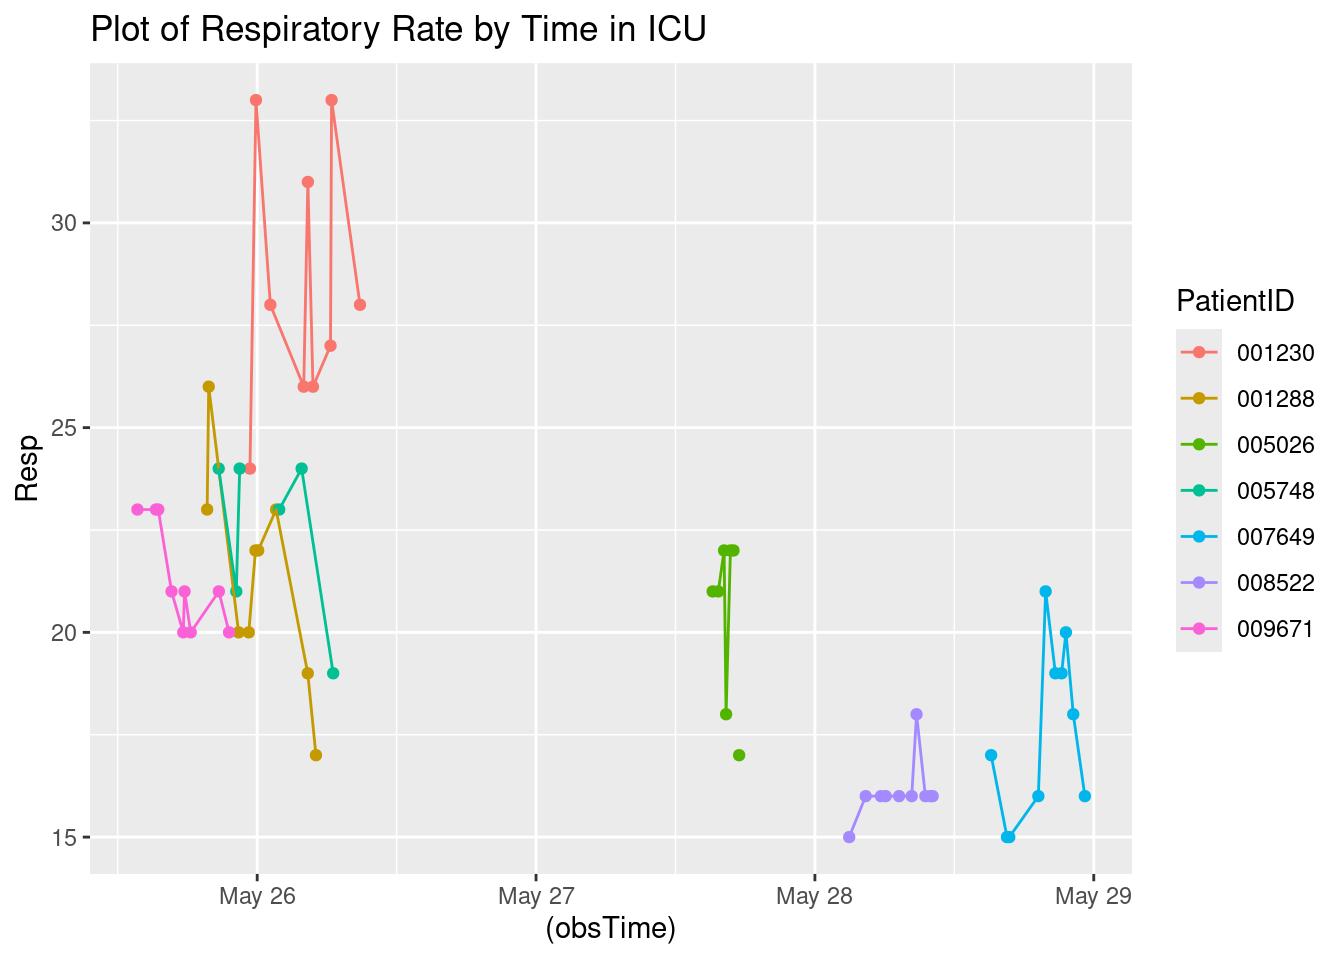 Plot of Respiratory Rate by Time in ICU
30
25
20
15
Resp
May 26
May 27
May 28
May 29
(obsTime)
PatientID
001230
001288
005026
005748
007649
008522
009671